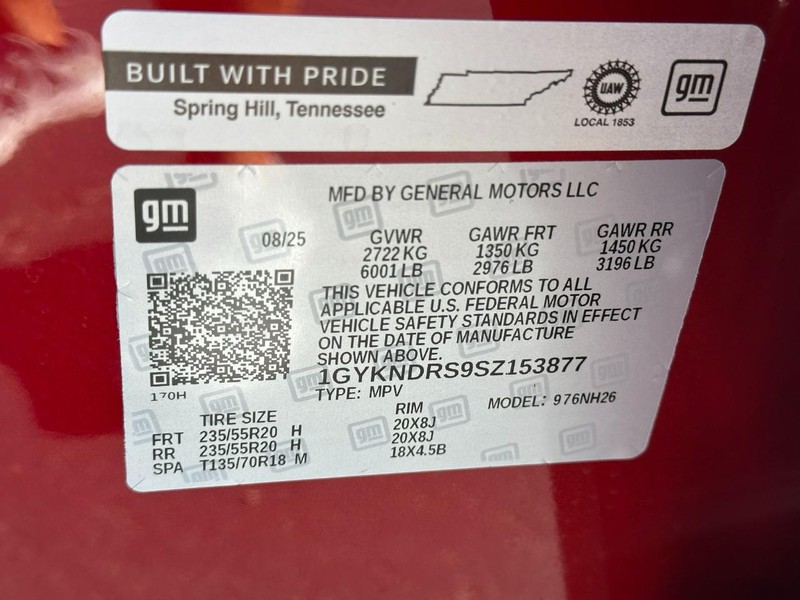 BUILT WITH PRIDE
Spring Hill, Tennessee
UAW
LOCAL 1853
gm
gm
MFD BY GENERAL MOTORS LLC
08/25
GVWR GAWR FRT GAWR RR
2722 KG 1350 KG 1450 KG
6001 LB 2976 LB 3196 LB
THIS VEHICLE CONFORMS TO ALL
APPLICABLE U.S. FEDERAL MOTOR
VEHICLE SAFETY STANDARDS IN EFFECT
ON THE DATE OF MANUFACTURE
SHOWN ABOVE.
1GYKNDRS9SZ153877
170H
TYPE: MPV MODEL: 976NH26
TIRE SIZE RIM
FRT 235/55R20 H 20X8J
RR 235/55R20 H 20X8J
SPA T135/70R18 M 18X4.5B